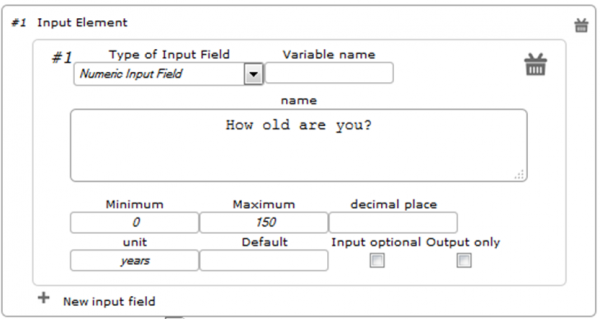 #1 Input Element
#1 Type of Input Field Variable name
Numeric Input Field
name
How old are you?
Minimum Maximum decimal place
0 150
unit Default Input optional Output only
years
+ New input field